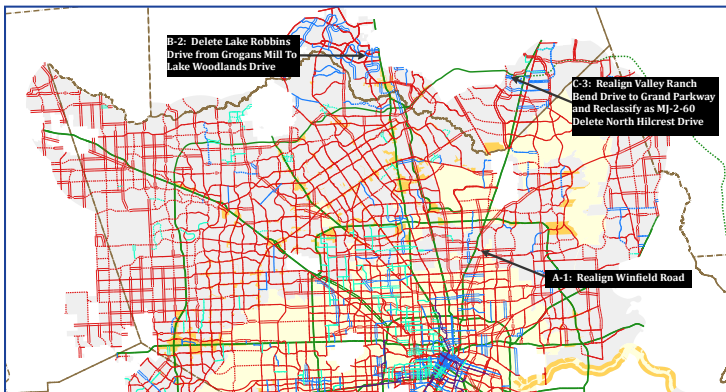 B-2: Delete Lake Robbins
Drive from Grogans Mill To
Lake Woodlands Drive
C-3: Realign Valley Ranch
Bend Drive to Grand Parkway
and Reclassify as MJ-2-60
Delete North Hilcrest Drive
A-1: Realign Winfield Road